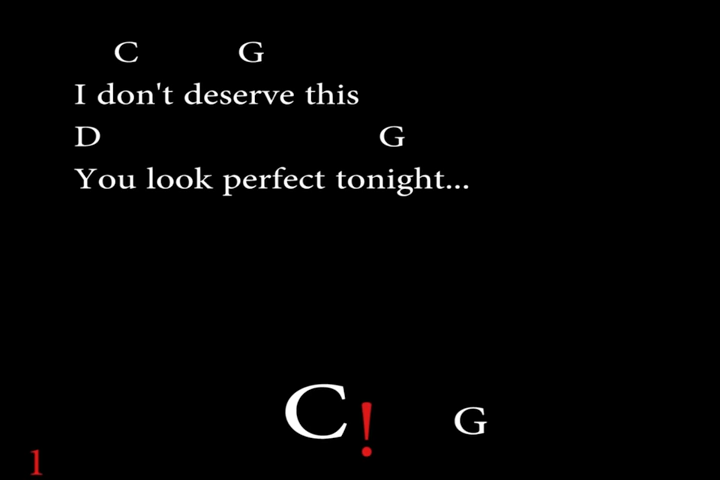 C G
I don't deserve this
D G
You look perfect tonight...
C! G
1